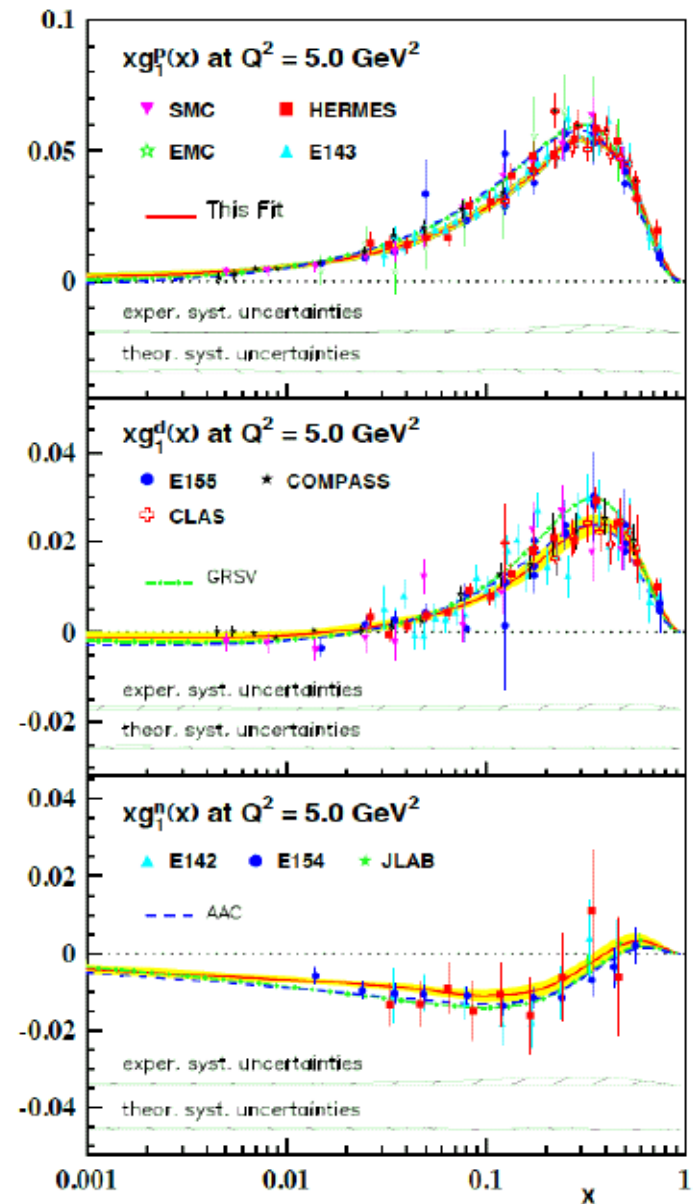 0.1
xg₁ᵖ(x) at Q² = 5.0 GeV²
SMC HERMES
EMC E143
0.05
This Fit
0
exper. syst. uncertainties
theor. syst. uncertainties
xg₁ᵈ(x) at Q² = 5.0 GeV²
0.04
E155 COMPASS
CLAS
0.02
GRSV
0
exper. syst. uncertainties
-0.02
theor. syst. uncertainties
0.04
xg₁ⁿ(x) at Q² = 5.0 GeV²
E142 E154 JLAB
0.02
AAC
0
-0.02
exper. syst. uncertainties
-0.04
theor. syst. uncertainties
0.001 0.01 0.1 x 1